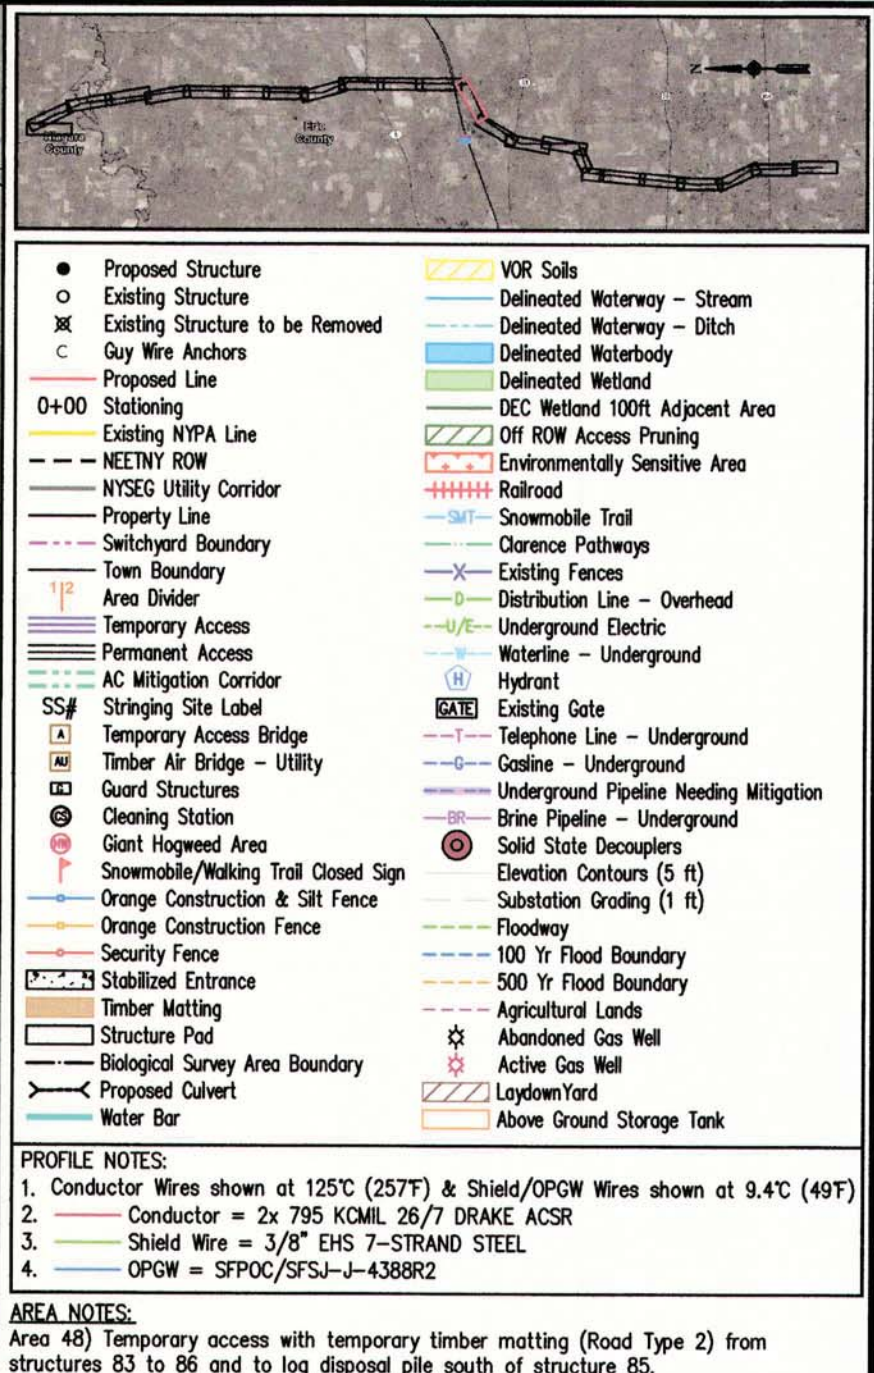 N
Niagara
County
Erie
County
5
● Proposed Structure
○ Existing Structure
Existing Structure to be Removed
C Guy Wire Anchors
Proposed Line
0+00 Stationing
Existing NYPA Line
NEETNY ROW
NYSEG Utility Corridor
Property Line
Switchyard Boundary
Town Boundary
1|2 Area Divider
Temporary Access
Permanent Access
AC Mitigation Corridor
SS# Stringing Site Label
A Temporary Access Bridge
AU Timber Air Bridge – Utility
G Guard Structures
CS Cleaning Station
HW Giant Hogweed Area
Snowmobile/Walking Trail Closed Sign
Orange Construction & Silt Fence
Orange Construction Fence
Security Fence
Stabilized Entrance
Timber Matting
Structure Pad
Biological Survey Area Boundary
Proposed Culvert
Water Bar
VOR Soils
Delineated Waterway – Stream
Delineated Waterway – Ditch
Delineated Waterbody
Delineated Wetland
DEC Wetland 100ft Adjacent Area
Off ROW Access Pruning
Environmentally Sensitive Area
Railroad
SMT Snowmobile Trail
Clarence Pathways
X Existing Fences
D Distribution Line – Overhead
U/E Underground Electric
W Waterline – Underground
H Hydrant
GATE Existing Gate
T Telephone Line – Underground
G Gasline – Underground
Underground Pipeline Needing Mitigation
BR Brine Pipeline – Underground
Solid State Decouplers
Elevation Contours (5 ft)
Substation Grading (1 ft)
Floodway
100 Yr Flood Boundary
500 Yr Flood Boundary
Agricultural Lands
Abandoned Gas Well
Active Gas Well
LaydownYard
Above Ground Storage Tank
PROFILE NOTES:
1. Conductor Wires shown at 125°C (257°F) & Shield/OPGW Wires shown at 9.4°C (49°F)
2. Conductor = 2x 795 KCMIL 26/7 DRAKE ACSR
3. Shield Wire = 3/8" EHS 7-STRAND STEEL
4. OPGW = SFPOC/SFSJ-J-4388R2
AREA NOTES:
Area 48) Temporary access with temporary timber matting (Road Type 2) from
structures 83 to 86 and to log disposal pile south of structure 85.